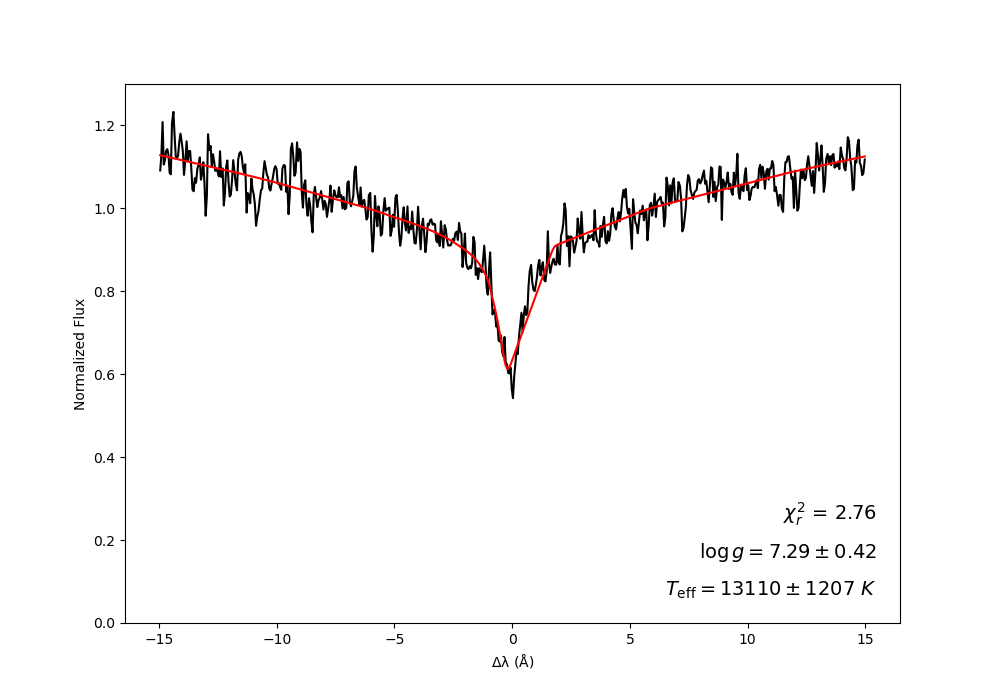 1.2
1.0
0.8
0.6
0.4
0.2
0.0
Normalized Flux
χ²ᵣ = 2.76
log g = 7.29 ± 0.42
T_eff = 13110 ± 1207 K
−15 −10 −5 0 5 10 15
Δλ (Å)